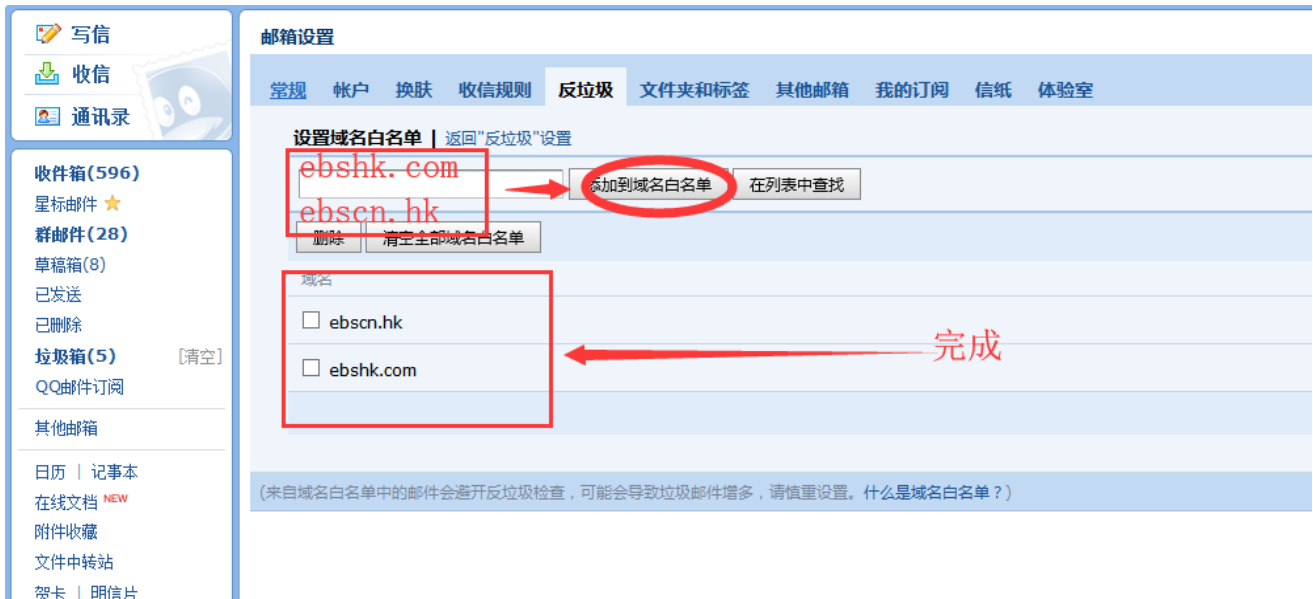 写信
收信
通讯录
收件箱(596)
星标邮件
群邮件(28)
草稿箱(8)
已发送
已删除
垃圾箱(5) [清空]
QQ邮件订阅
其他邮箱
日历 | 记事本
在线文档 NEW
附件收藏
文件中转站
贺卡 | 明信片
邮箱设置
常规 帐户 换肤 收信规则 反垃圾 文件夹和标签 其他邮箱 我的订阅 信纸 体验室
设置域名白名单 | 返回"反垃圾"设置
ebshk.com
添加到域名白名单 在列表中查找
ebscn.hk
删除 清空全部域名白名单
域名
ebscn.hk
完成
ebshk.com
(来自域名白名单中的邮件会避开反垃圾检查，可能会导致垃圾邮件增多，请慎重设置。什么是域名白名单？)